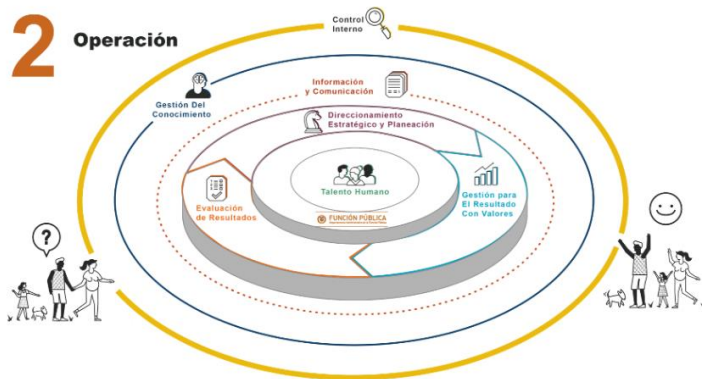 2 Operación
Control
Interno
Información
y Comunicación
Gestión Del
Conocimiento
Direccionamiento
Estratégico y Planeación
Talento Humano
Gestión para
El Resultado
Con Valores
Evaluación
de Resultados
FUNCIÓN PÚBLICA
?